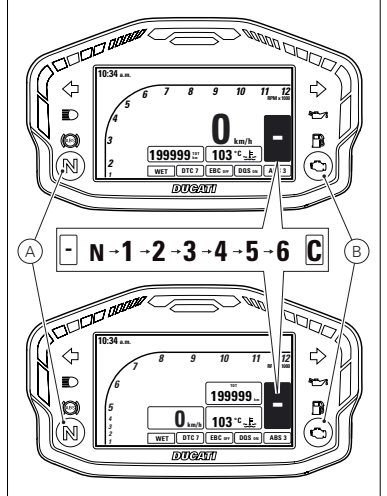 10:34 a.m.
6 7 8 9 10 11 12
RPM x 1000
5
4
3
2
1
0 km/h
-
199999 TOT km
103 °C
WET DTC 7 EBC OFF DQS ON ABS 3
N
ABS
DUCATI
A
- N→1→2→3→4→5→6 C
B
10:34 a.m.
7 8 9 10 11 12
6
5
4
3
2
1
TOT
199999 km
-
0 km/h
103 °C
WET DTC 7 EBC OFF DQS ON ABS 3
N
ABS
DUCATI